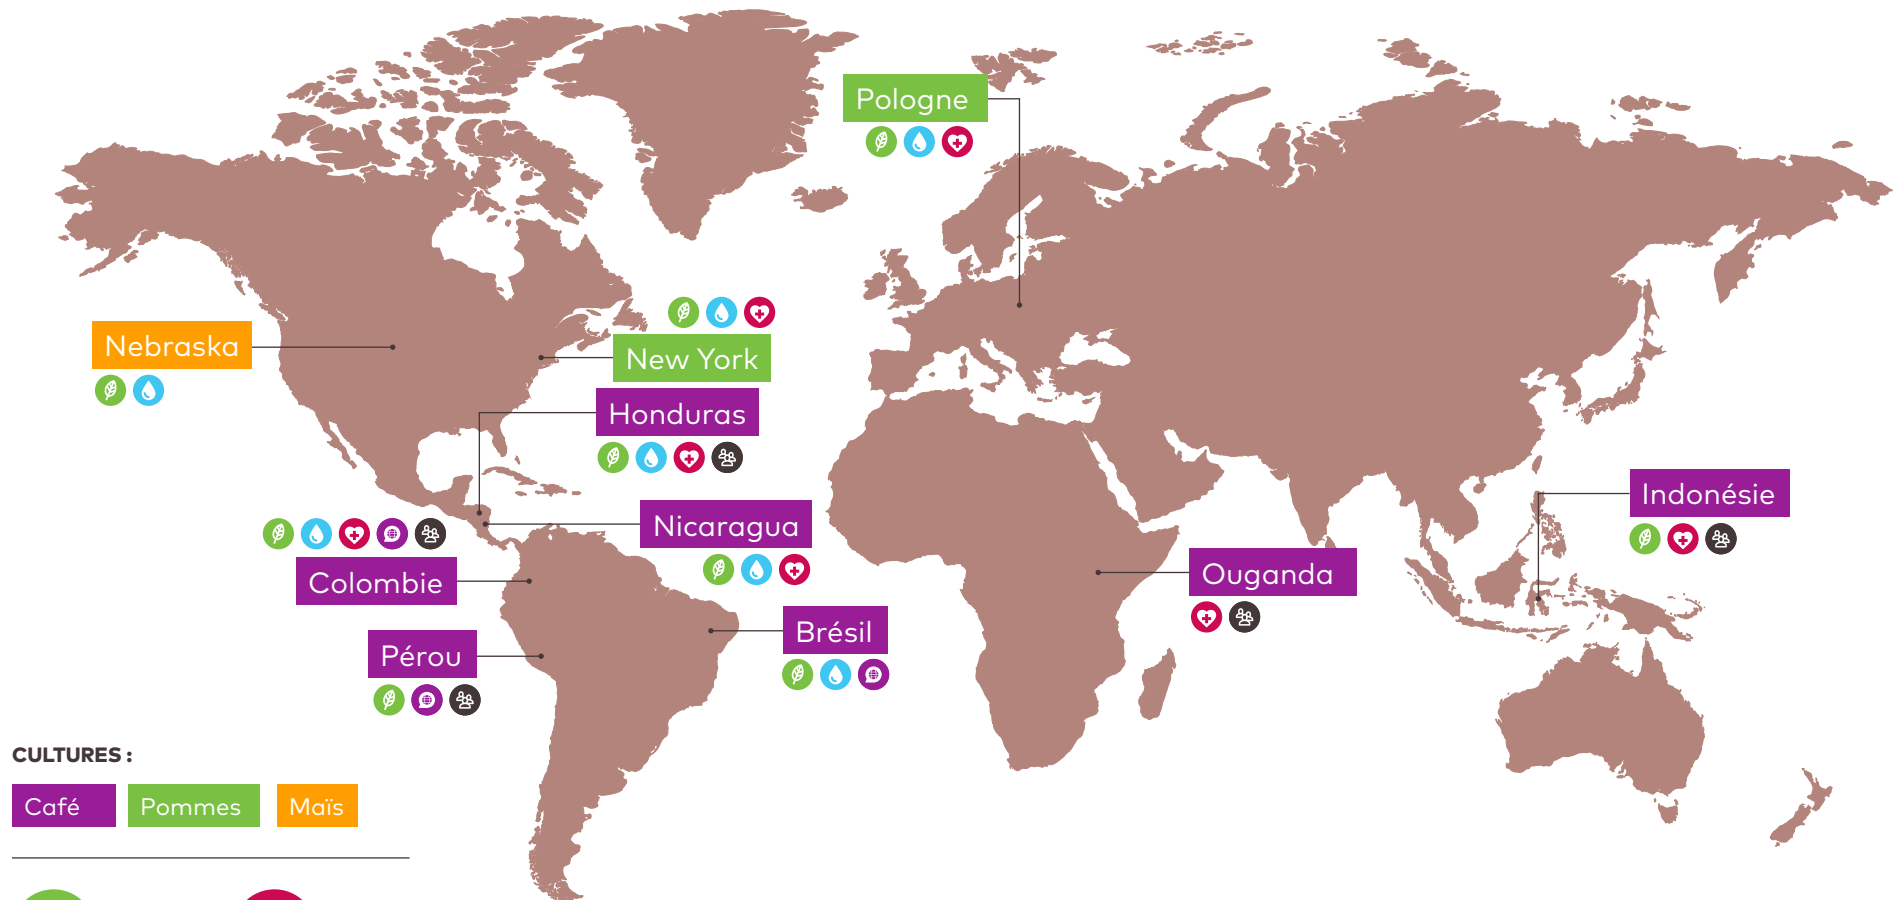 Pologne
Nebraska
New York
Honduras
Indonésie
Nicaragua
Colombie
Ouganda
Brésil
Pérou
CULTURES :
Café
Pommes
Maïs